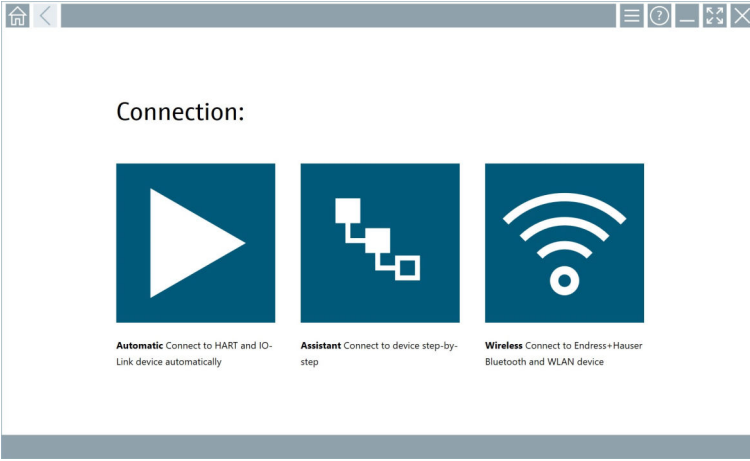 ?
Connection:
Automatic Connect to HART and IO-
Link device automatically
Assistant Connect to device step-by-
step
Wireless Connect to Endress+Hauser
Bluetooth and WLAN device